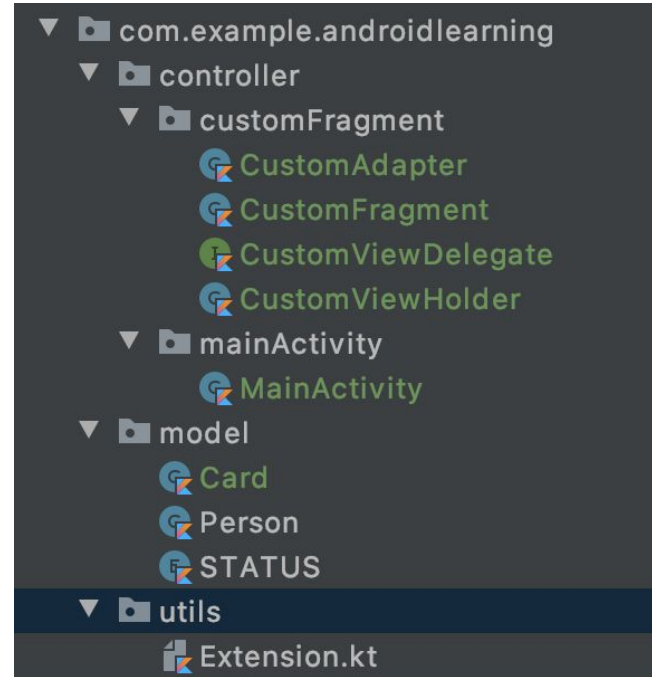 com.example.androidlearning
controller
customFragment
CustomAdapter
CustomFragment
CustomViewDelegate
CustomViewHolder
mainActivity
MainActivity
model
Card
Person
STATUS
utils
Extension.kt